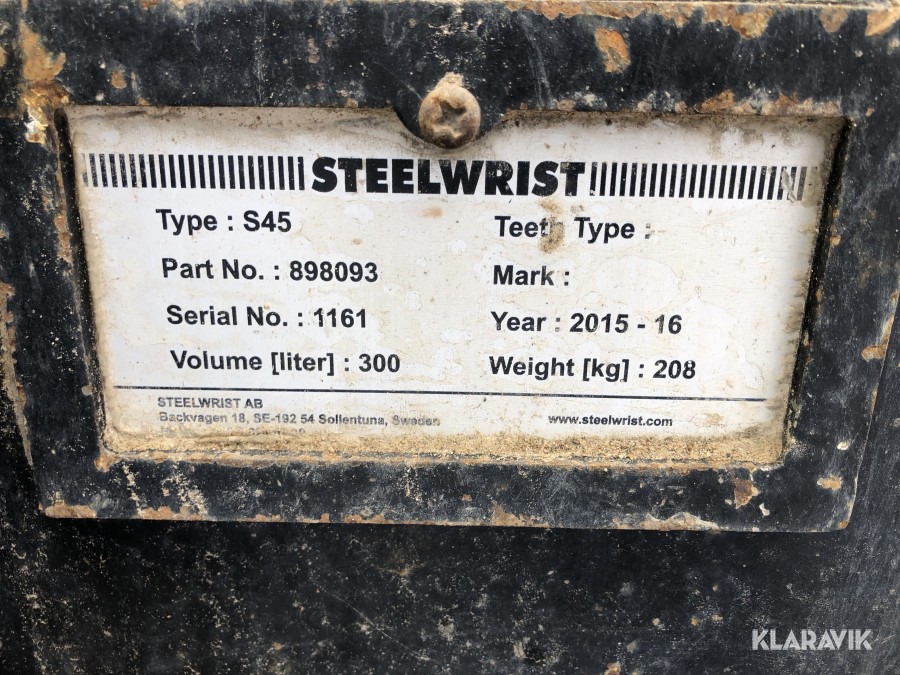 STEELWRIST
Type : S45
Teeth Type :
Part No. : 898093
Mark :
Serial No. : 1161
Year : 2015 - 16
Volume [liter] : 300
Weight [kg] : 208
STEELWRIST AB
Backvagen 18, SE-192 54 Sollentuna, Sweden
www.steelwrist.com
KLARAVIK